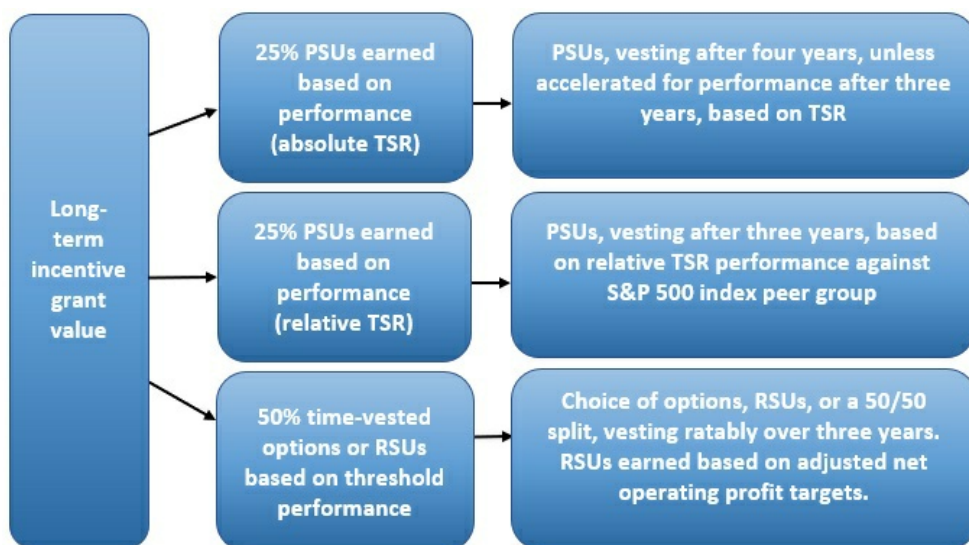 Long-
term
incentive
grant
value
25% PSUs earned
based on
performance
(absolute TSR)
PSUs, vesting after four years, unless
accelerated for performance after three
years, based on TSR
25% PSUs earned
based on
performance
(relative TSR)
PSUs, vesting after three years, based
on relative TSR performance against
S&P 500 index peer group
50% time-vested
options or RSUs
based on threshold
performance
Choice of options, RSUs, or a 50/50
split, vesting ratably over three years.
RSUs earned based on adjusted net
operating profit targets.